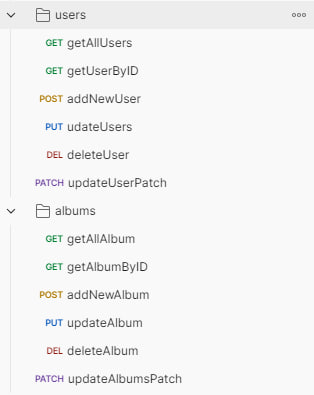 users
GET getAllUsers
GET getUserByID
POST addNewUser
PUT udateUsers
DEL deleteUser
PATCH updateUserPatch
albums
GET getAllAlbum
GET getAlbumByID
POST addNewAlbum
PUT updateAlbum
DEL deleteAlbum
PATCH updateAlbumsPatch